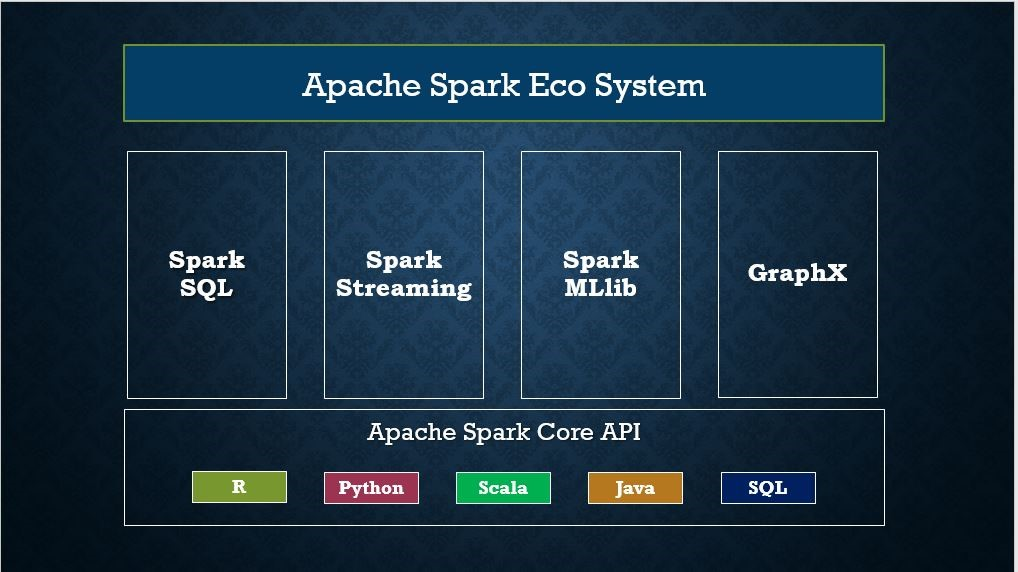 Apache Spark Eco System
Spark
SQL
Spark
Streaming
Spark
MLlib
GraphX
Apache Spark Core API
R
Python
Scala
Java
SQL